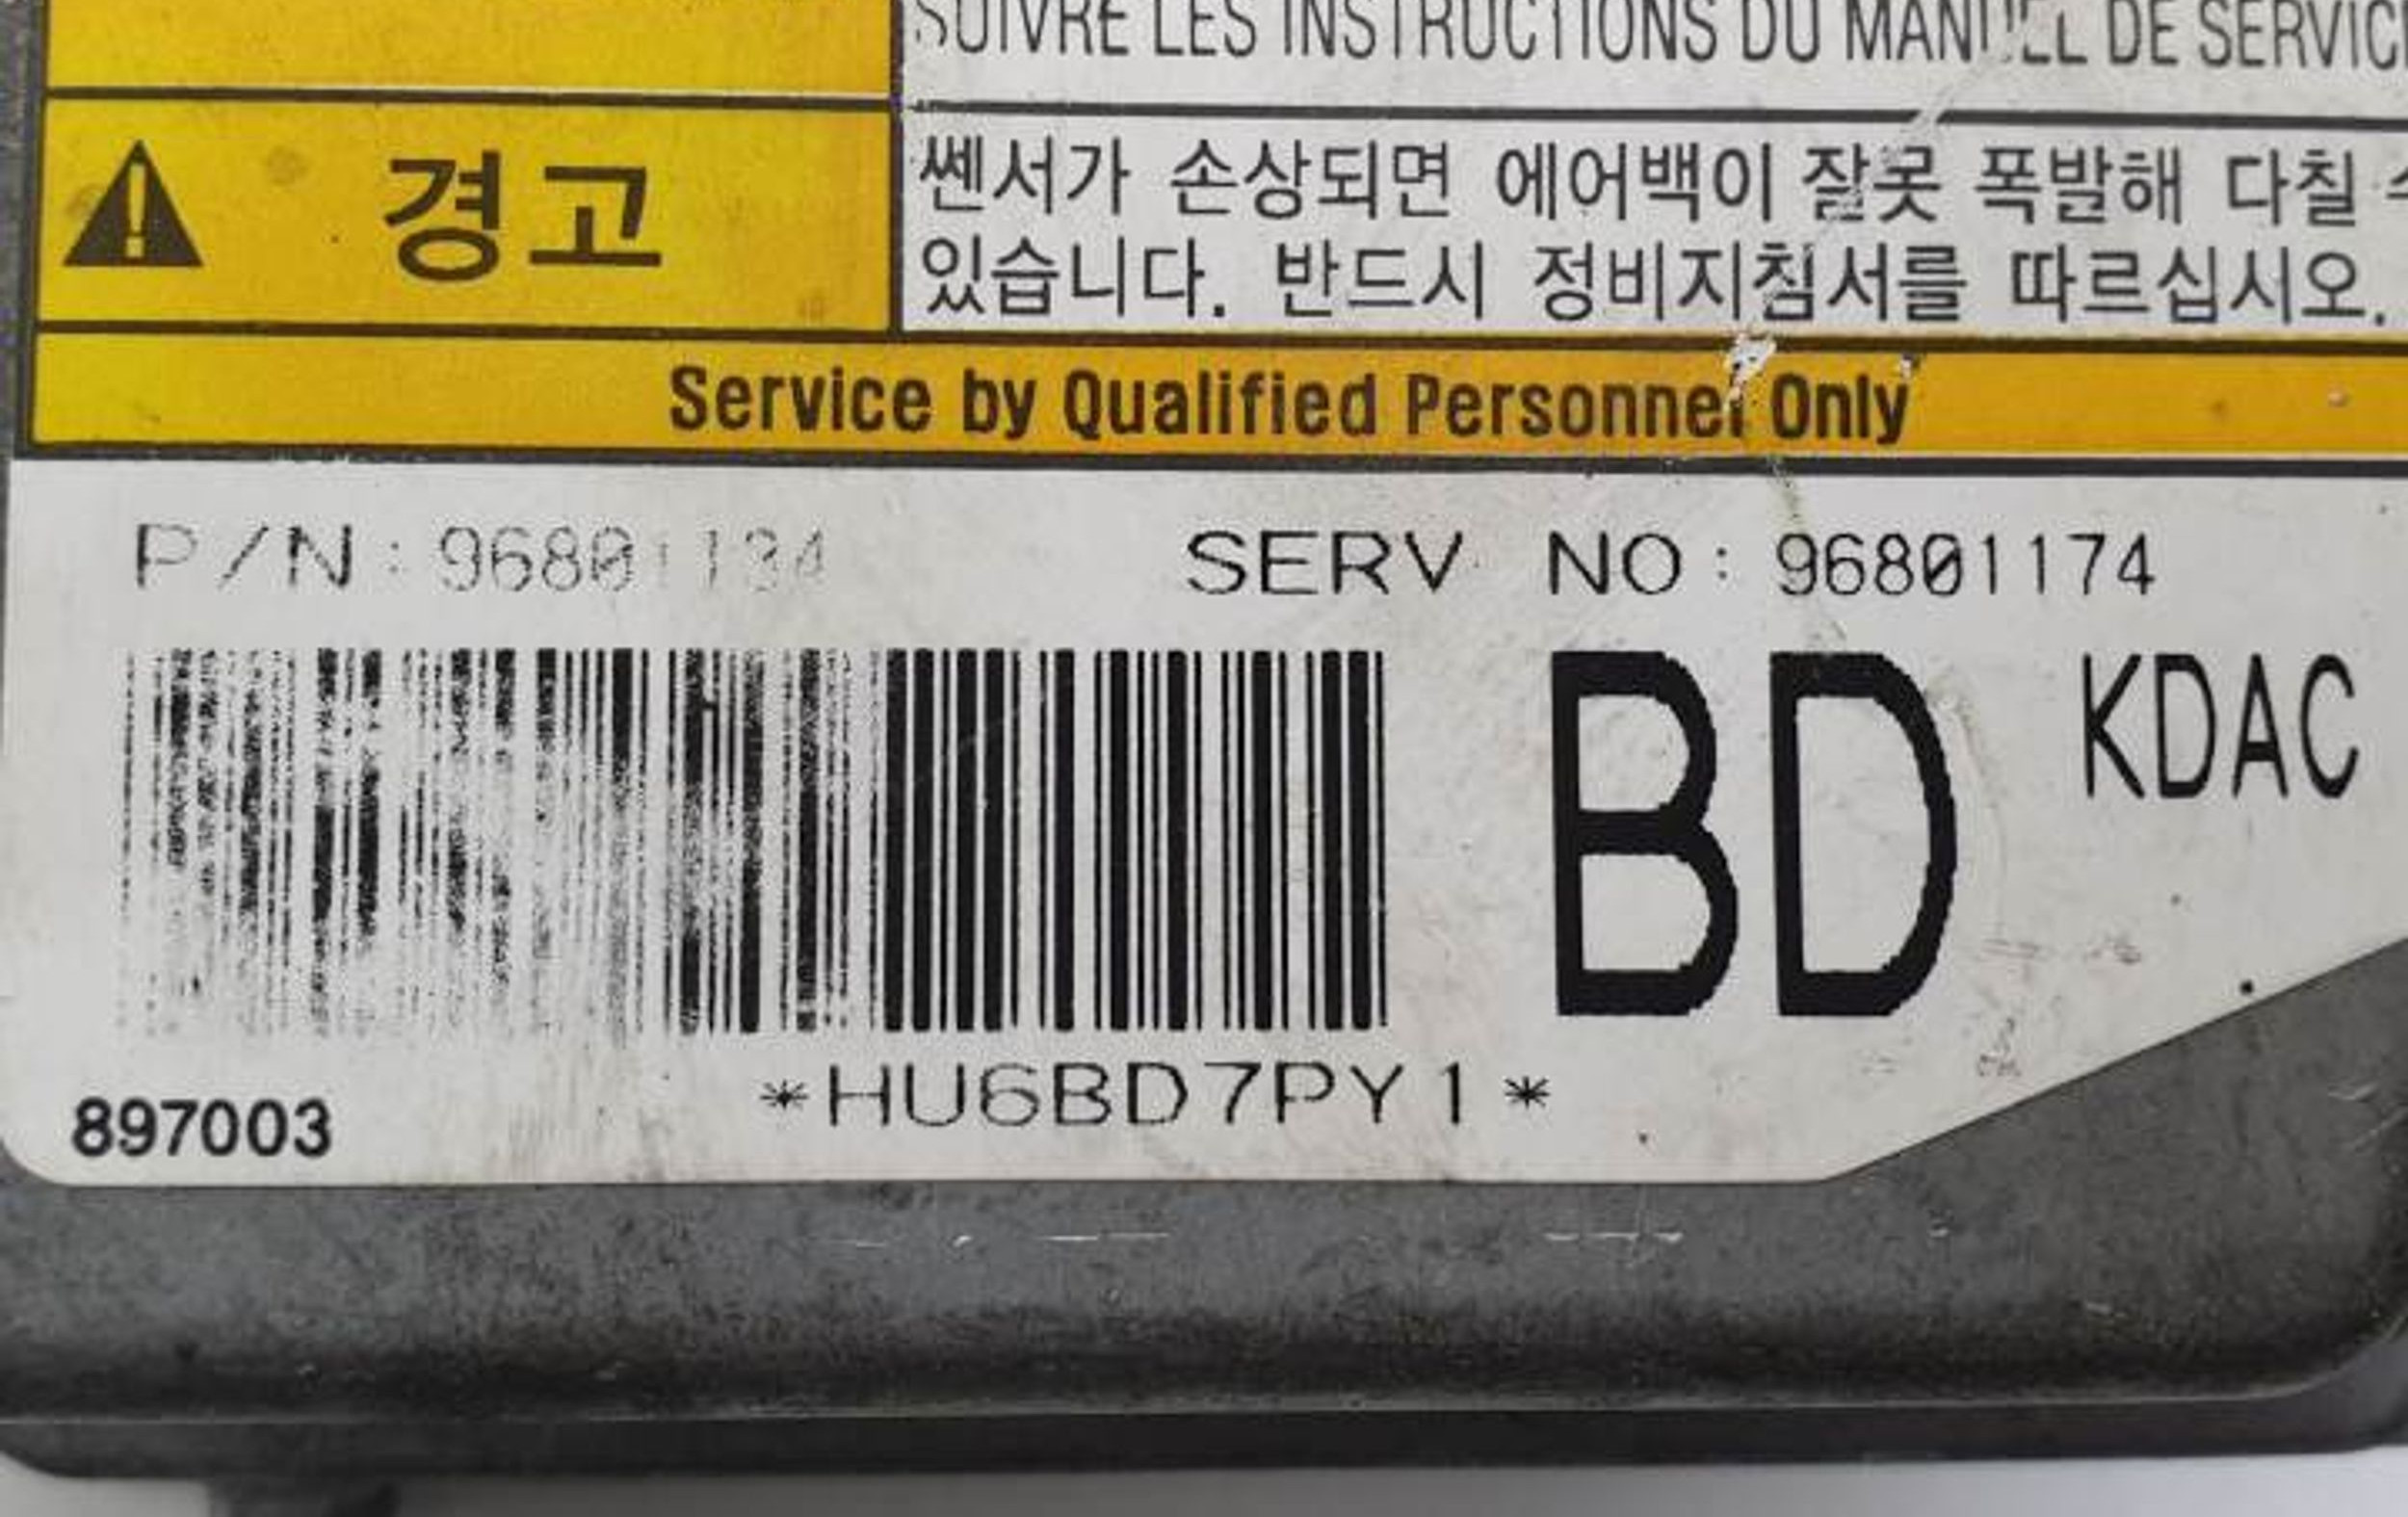 SUIVRE LES INSTRUCTIONS DU MANUEL DE SERVIC
경고
쎈서가 손상되면 에어백이 잘못 폭발해 다칠
있습니다. 반드시 정비지침서를 따르십시오.
Service by Qualified Personnel Only
P/N: 96801134 SERV NO: 96801174
BD KDAC
*HU6BD7PY1*
897003